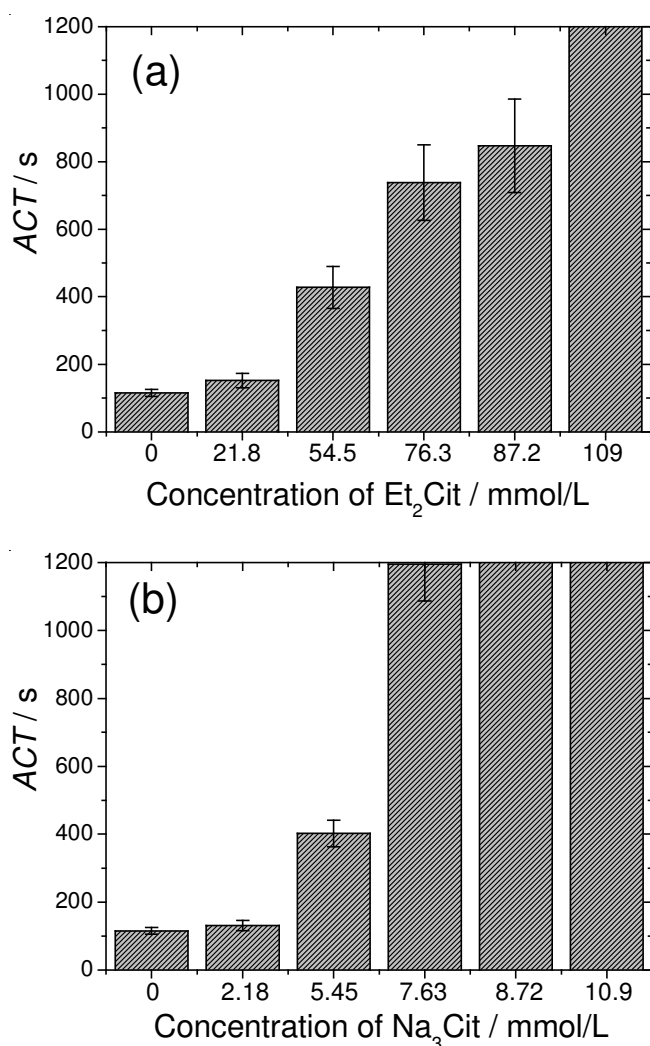 (a)
1200
1000
800
600
400
200
0
ACT / s
0 21.8 54.5 76.3 87.2 109
Concentration of Et₂Cit / mmol/L
(b)
1200
1000
800
600
400
200
0
ACT / s
0 2.18 5.45 7.63 8.72 10.9
Concentration of Na₃Cit / mmol/L